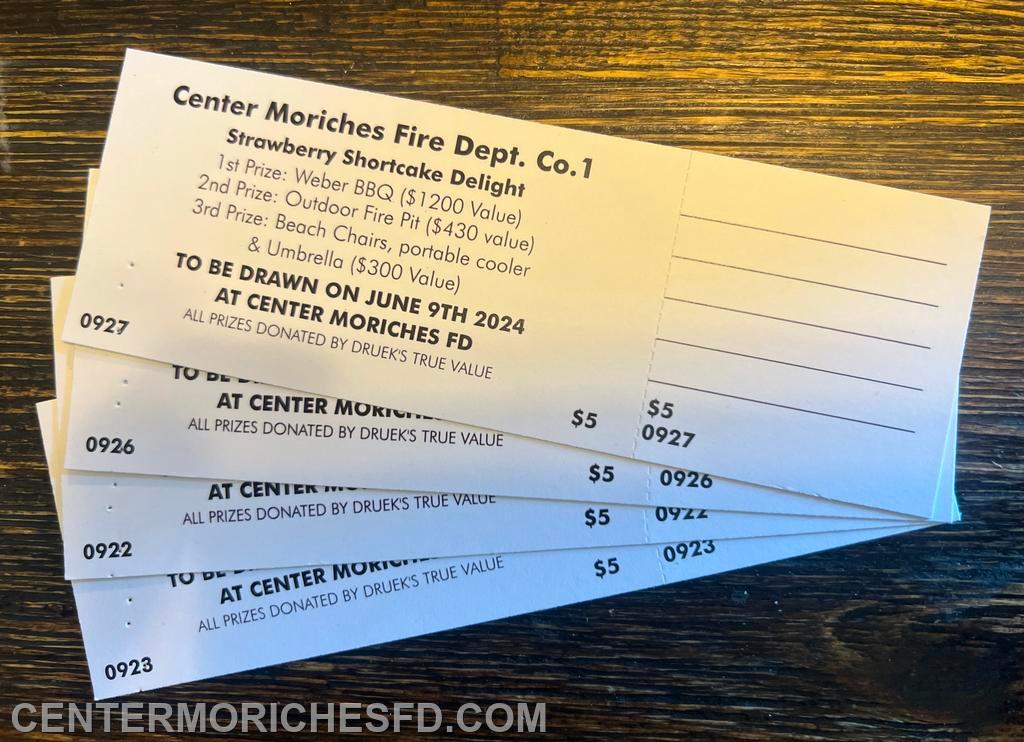 Center Moriches Fire Dept. Co.1
Strawberry Shortcake Delight
1st Prize: Weber BBQ ($1200 Value)
2nd Prize: Outdoor Fire Pit ($430 value)
3rd Prize: Beach Chairs, portable cooler
& Umbrella ($300 Value)
TO BE DRAWN ON JUNE 9TH 2024
AT CENTER MORICHES FD
ALL PRIZES DONATED BY DRUEK'S TRUE VALUE
0927
$5
$5
0927
TO BE
AT CENTER
ALL PRIZES DONATED BY DRUEK'S TRUE VALUE
0926
$5
0926
AT CENTER
ALL PRIZES DONATED BY DRUEK'S TRUE VALUE
0922
$5
0922
TO BE
AT CENTER
ALL PRIZES DONATED BY DRUEK'S TRUE VALUE
0923
$5
0923
CENTERMORICHESFD.COM